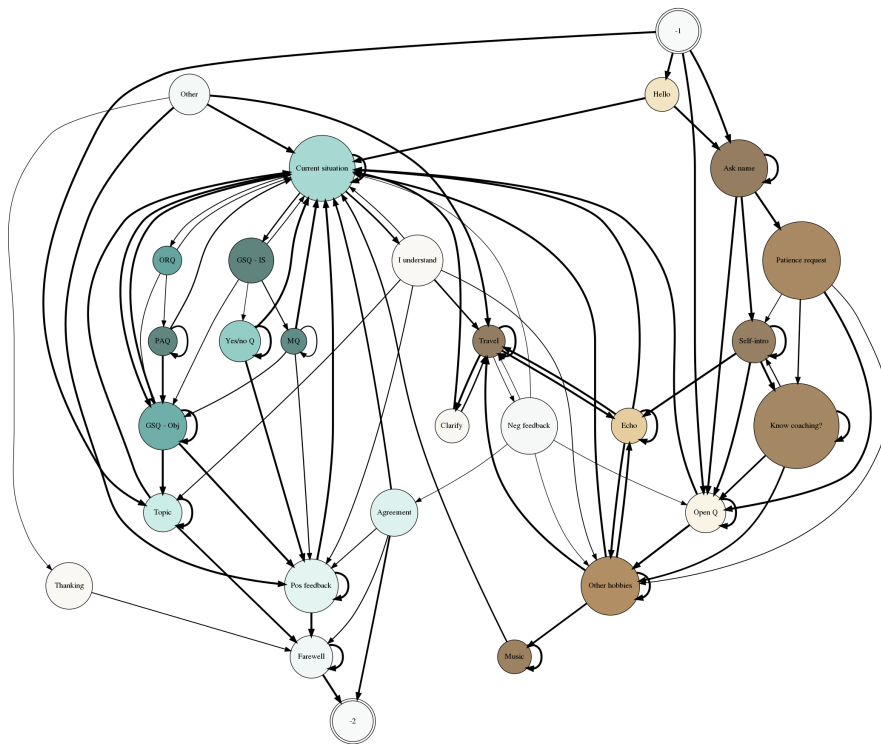 -1
Other
Hello
Current situation
Ask name
ORQ
GSQ - IS
I understand
Patience request
PAQ
Yes/no Q
MQ
Travel
Self-intro
GSQ - Obj
Clarify
Neg feedback
Echo
Know coaching?
Topic
Agreement
Open Q
Thanking
Pos feedback
Other hobbies
Farewell
Music
-2